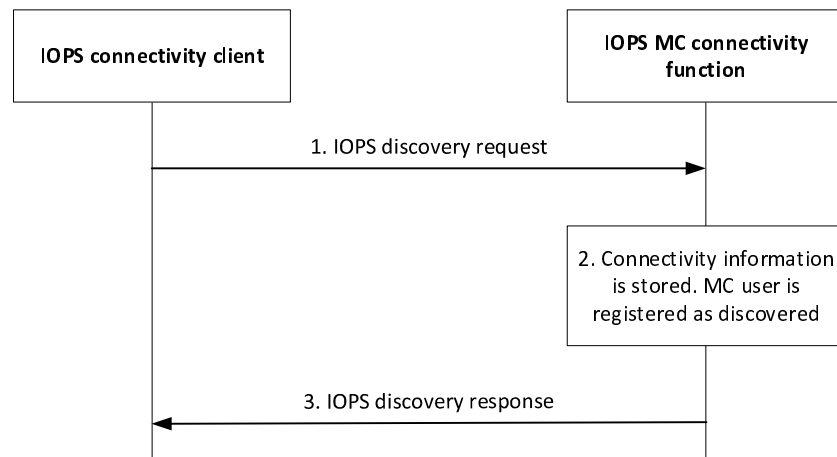 IOPS connectivity client
IOPS MC connectivity
function
1. IOPS discovery request
2. Connectivity information
is stored. MC user is
registered as discovered
3. IOPS discovery response